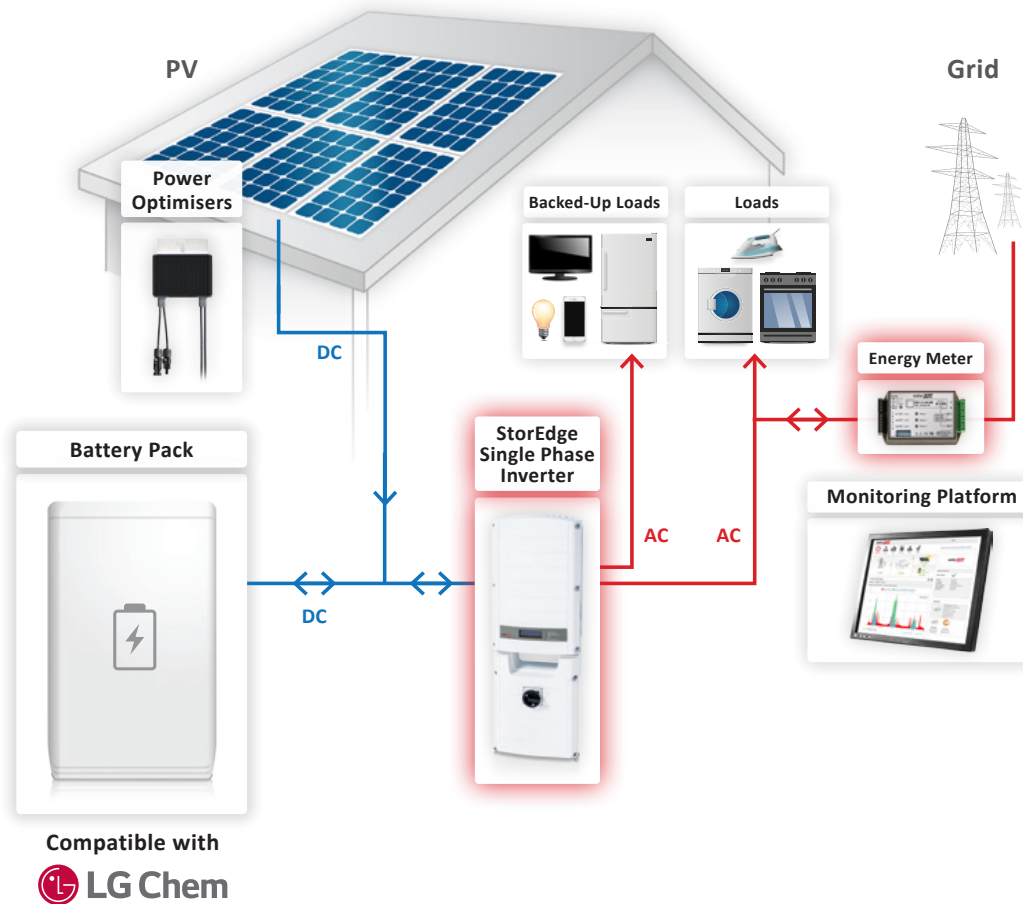 PV
Grid
Power
Optimisers
Backed-Up Loads
Loads
DC
Energy Meter
Battery Pack
StorEdge
Single Phase
Inverter
Monitoring Platform
AC
AC
DC
Compatible with
LG Chem